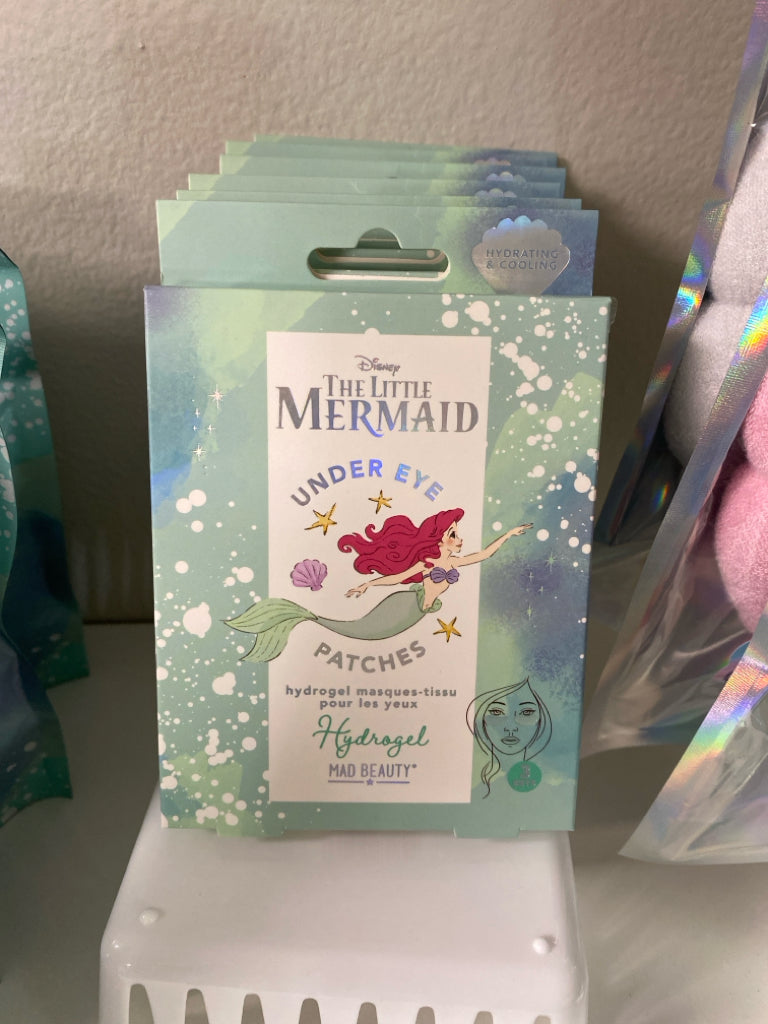 HYDRATING
& COOLING
Disney
THE LITTLE
MERMAID
UNDER EYE
PATCHES
hydrogel masques-tissu
pour les yeux
Hydrogel
MAD BEAUTY